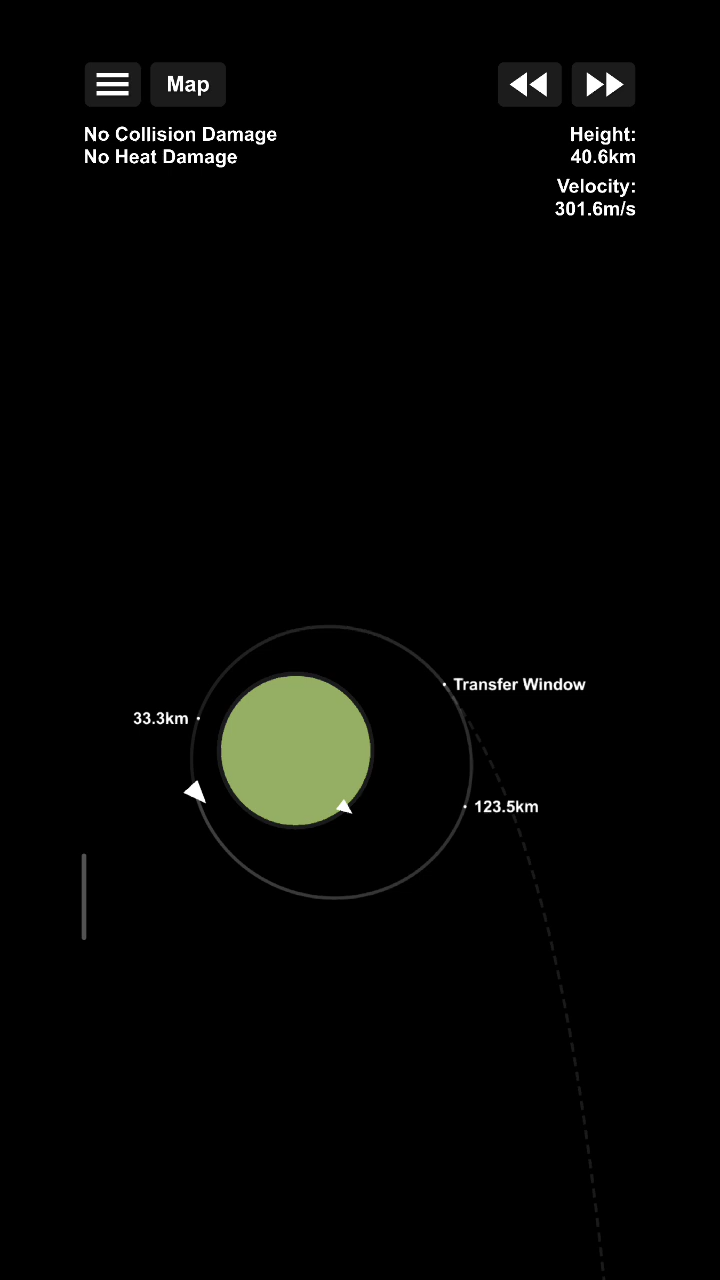 Map
No Collision Damage
No Heat Damage
Height:
40.6km
Velocity:
301.6m/s
Transfer Window
33.3km
123.5km